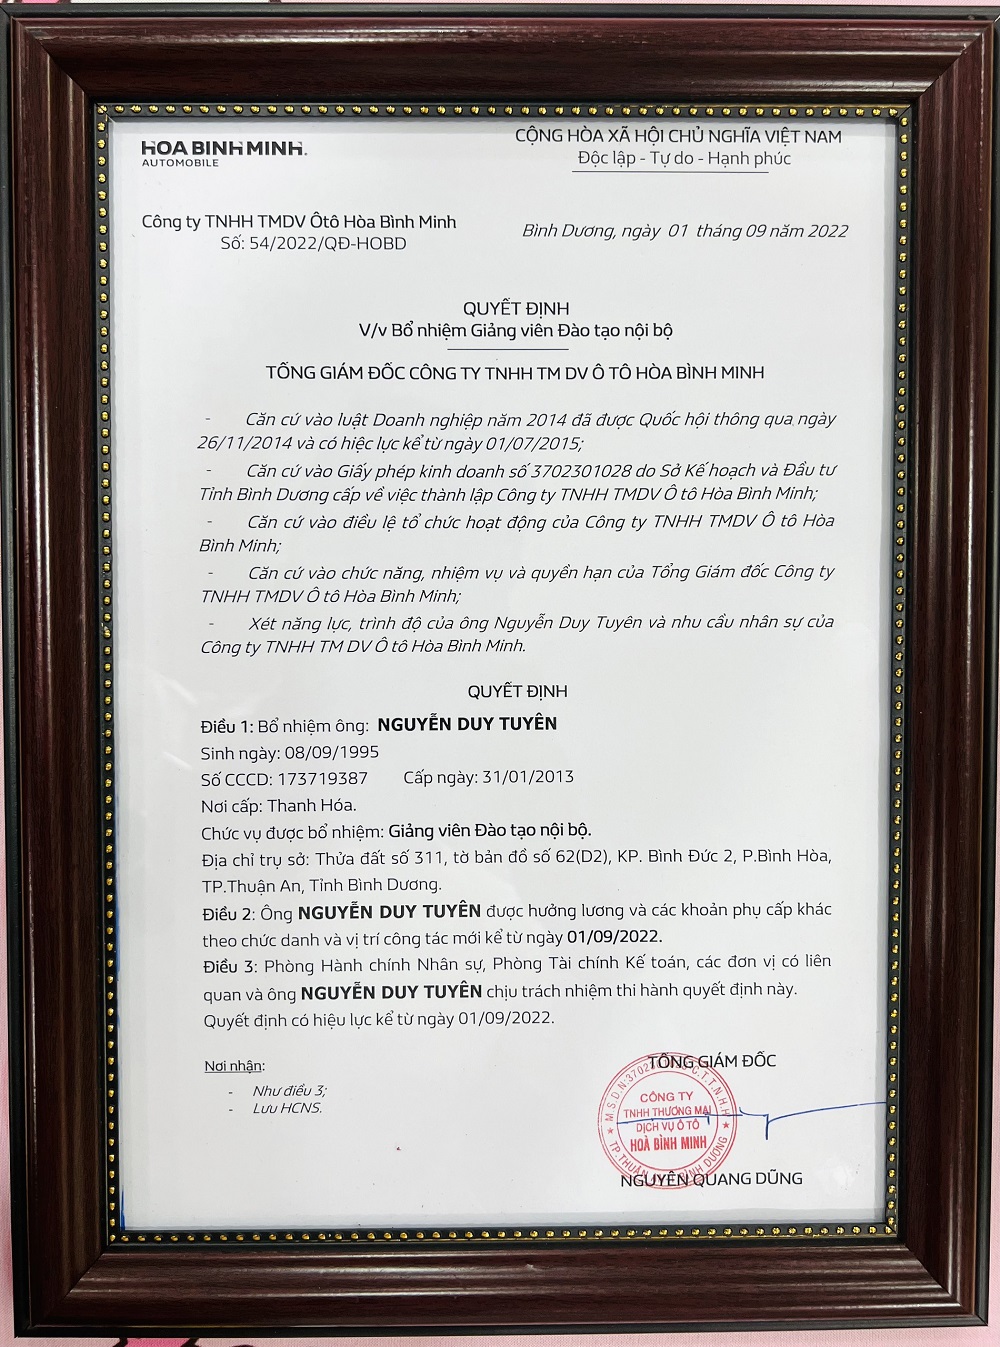 HOA BINH MINH.
AUTOMOBILE
CỘNG HÒA XÃ HỘI CHỦ NGHĨA VIỆT NAM
Độc lập - Tự do - Hạnh phúc
Công ty TNHH TMDV Ôtô Hòa Bình Minh
Số: 54/2022/QĐ-HOBD
Bình Dương, ngày 01 tháng 09 năm 2022
QUYẾT ĐỊNH
V/v Bổ nhiệm Giảng viên Đào tạo nội bộ
TỔNG GIÁM ĐỐC CÔNG TY TNHH TM DV Ô TÔ HÒA BÌNH MINH
- Căn cứ vào luật Doanh nghiệp năm 2014 đã được Quốc hội thông qua ngày
26/11/2014 và có hiệc lực kể từ ngày 01/07/2015;
- Căn cứ vào Giấy phép kinh doanh số 3702301028 do Sở Kế hoạch và Đầu tư
Tỉnh Bình Dương cấp về việc thành lập Công ty TNHH TMDV Ô tô Hòa Bình Minh;
- Căn cứ vào điều lệ tổ chức hoạt động của Công ty TNHH TMDV Ô tô Hòa
Bình Minh;
- Căn cứ vào chức năng, nhiệm vụ và quyền hạn của Tổng Giám đốc Công ty
TNHH TMDV Ô tô Hòa Bình Minh;
- Xét năng lực, trình độ của ông Nguyễn Duy Tuyên và nhu cầu nhân sự của
Công ty TNHH TM DV Ô tô Hòa Bình Minh.
QUYẾT ĐỊNH
Điều 1: Bổ nhiệm ông: NGUYỄN DUY TUYÊN
Sinh ngày: 08/09/1995
Số CCCD: 173719387 Cấp ngày: 31/01/2013
Nơi cấp: Thanh Hóa.
Chức vụ được bổ nhiệm: Giảng viên Đào tạo nội bộ.
Địa chỉ trụ sở: Thửa đất số 311, tờ bản đồ số 62(D2), KP. Bình Đức 2, P.Bình Hòa,
TP.Thuận An, Tỉnh Bình Dương.
Điều 2: Ông NGUYỄN DUY TUYÊN được hưởng lương và các khoản phụ cấp khác
theo chức danh và vị trí công tác mới kể từ ngày 01/09/2022.
Điều 3: Phòng Hành chính Nhân sự, Phòng Tài chính Kế toán, các đơn vị có liên
quan và ông NGUYỄN DUY TUYÊN chịu trách nhiệm thi hành quyết định này.
Quyết định có hiệu lực kể từ ngày 01/09/2022.
Nơi nhận:
- Như điều 3;
- Lưu HCNS.
TỔNG GIÁM ĐỐC
CÔNG TY
TNHH THƯƠNG MẠI
DỊCH VỤ Ô TÔ
HOÀ BÌNH MINH
NGUYỄN QUANG DŨNG